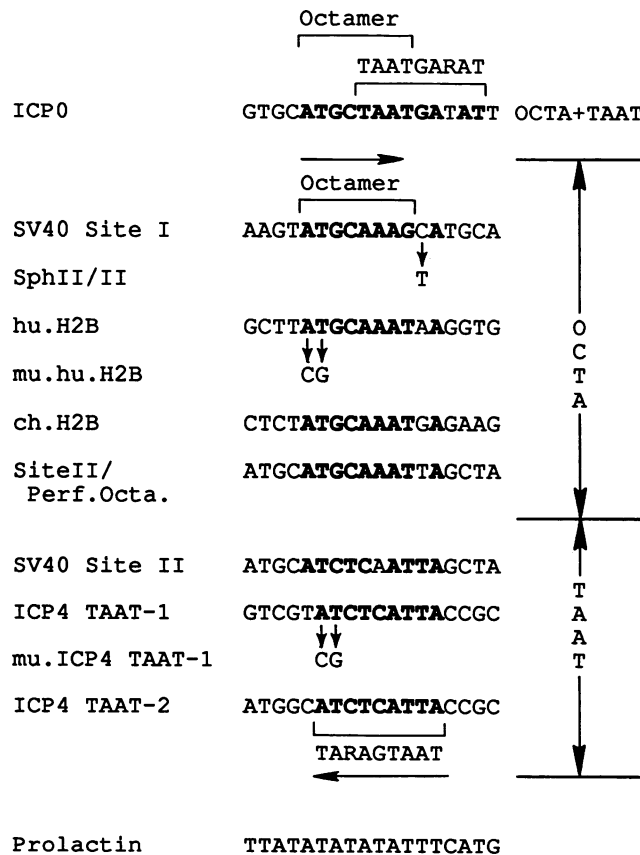 Octamer
TAATGARAT
ICP0 GTGCATGCTAATGATATT OCTA+TAAT
Octamer
SV40 Site I AAGTATGCAAAGCATGCA
SphII/II T
hu.H2B GCTTATGCAAATAAGGTG
mu.hu.H2B CG
ch.H2B CTCTATGCAAATGAGAAG
SiteII/ ATGCATGCAAATTAGCTA
Perf.Octa.
OCTA
SV40 Site II ATGCATCTCAATTAGCTA
ICP4 TAAT-1 GTCGTATCTCATTACCGC
mu.ICP4 TAAT-1 CG
ICP4 TAAT-2 ATGGCATCTCATTACCGC
TARAGTAAT
TAAT
Prolactin TTATATATATATTTCATG